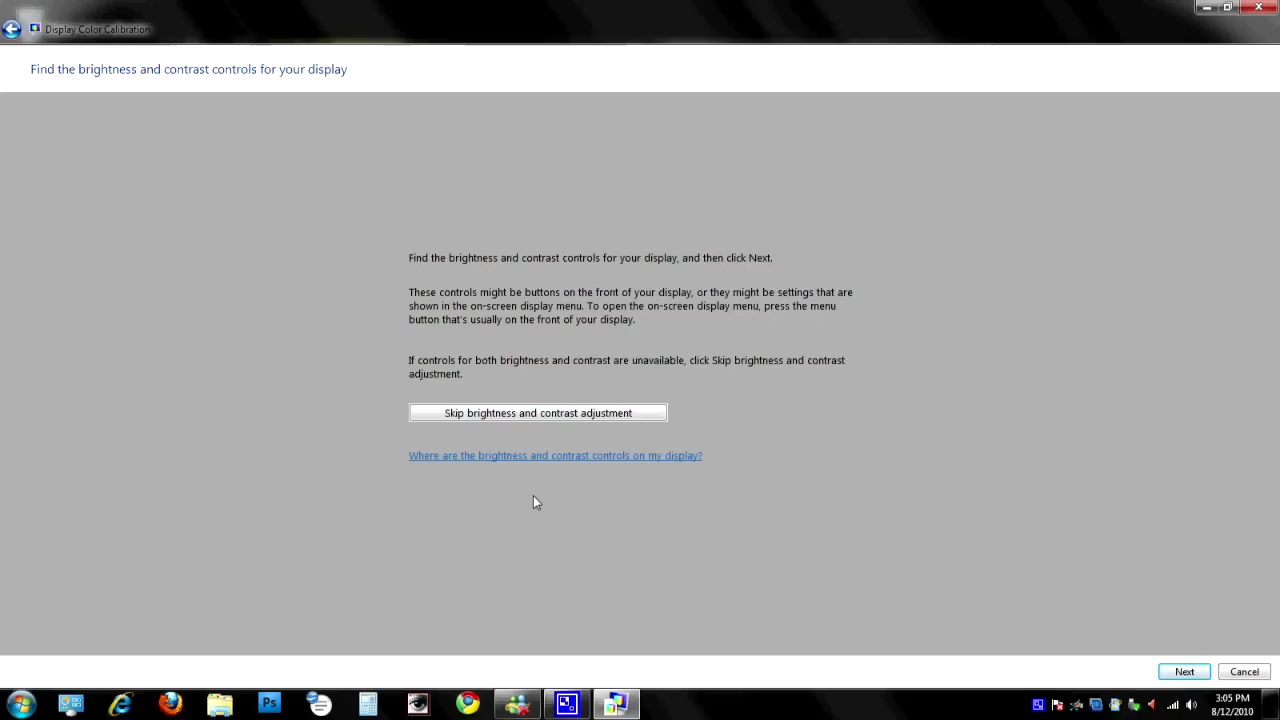 Display Color Calibration
Find the brightness and contrast controls for your display
Find the brightness and contrast controls for your display, and then click Next.
These controls might be buttons on the front of your display, or they might be settings that are
shown in the on-screen display menu. To open the on-screen display menu, press the menu
button that's usually on the front of your display.
If controls for both brightness and contrast are unavailable, click Skip brightness and contrast
adjustment.
Skip brightness and contrast adjustment
Where are the brightness and contrast controls on my display?
Next
Cancel
Ps
3:05 PM
8/12/2010